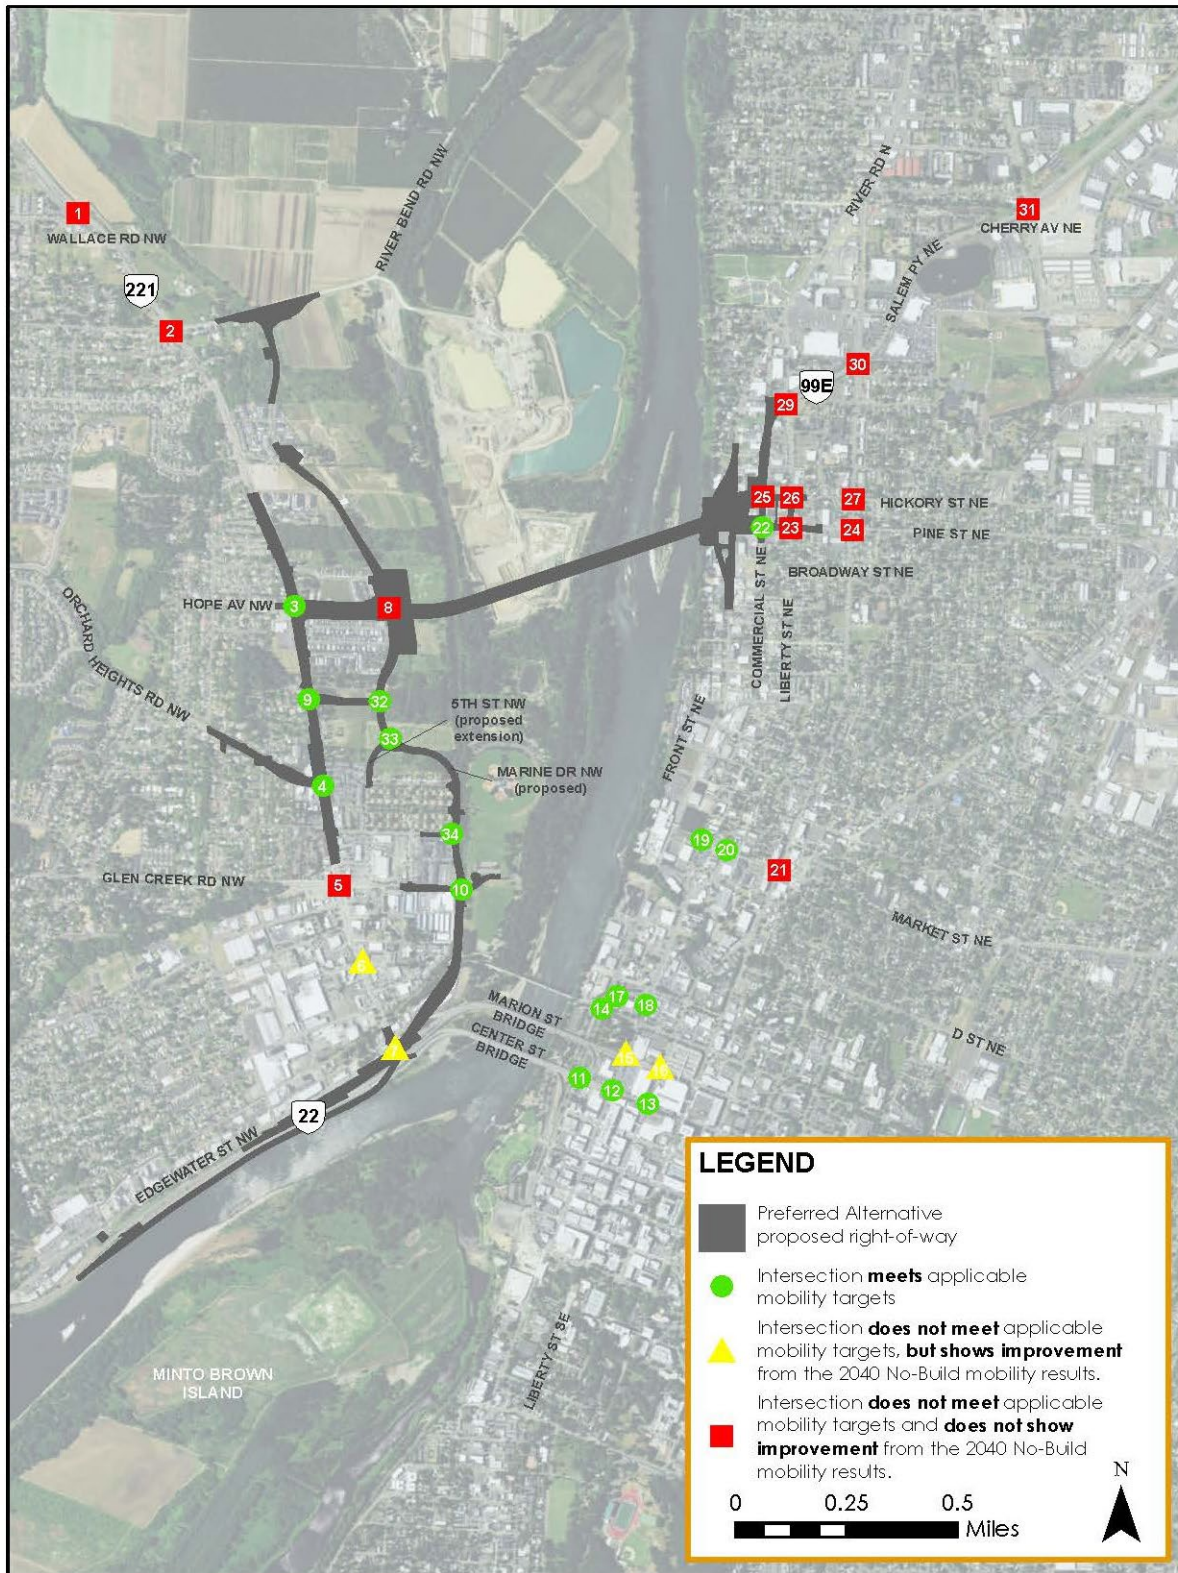 RIVER BEND RD NW
RIVER RD N
1
WALLACE RD NW
31
CHERRY AV NE
221
2
SALEM PY NE
30
99E
29
25
26
27
HICKORY ST NE
22
23
24
PINE ST NE
BROADWAY ST NE
COMMERCIAL ST NE
LIBERTY ST NE
HOPE AV NW
3
8
ORCHARD HEIGHTS RD NW
9
32
5TH ST NW
(proposed
extension)
33
MARINE DR NW
(proposed)
4
FRONT ST NE
34
19
20
21
GLEN CREEK RD NW
5
10
MARKET ST NE
6
MARION ST
BRIDGE
14
17
18
CENTER ST
BRIDGE
D ST NE
7
15
16
11
12
13
22
EDGEWATER ST NW
LIBERTY ST SE
MINTO BROWN
ISLAND
LEGEND
Preferred Alternative
proposed right-of-way
Intersection meets applicable
mobility targets
Intersection does not meet applicable
mobility targets, but shows improvement
from the 2040 No-Build mobility results.
Intersection does not meet applicable
mobility targets and does not show
improvement from the 2040 No-Build
mobility results.
N
0 0.25 0.5
Miles